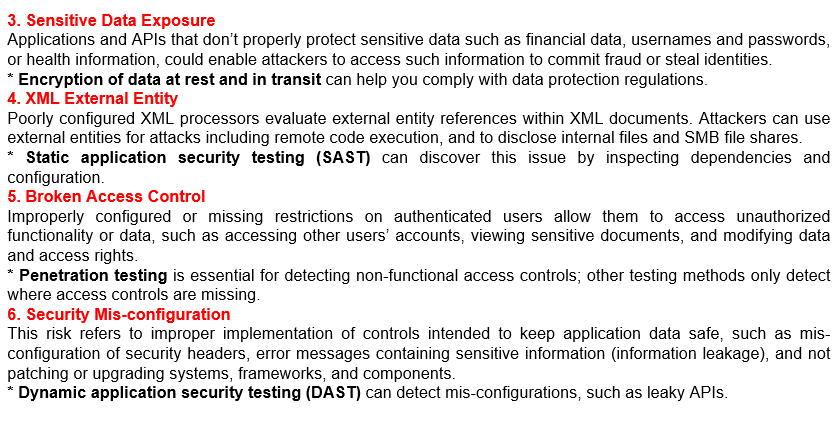 3. Sensitive Data Exposure
Applications and APIs that don’t properly protect sensitive data such as financial data, usernames and passwords,
or health information, could enable attackers to access such information to commit fraud or steal identities.
* Encryption of data at rest and in transit can help you comply with data protection regulations.
4. XML External Entity
Poorly configured XML processors evaluate external entity references within XML documents. Attackers can use
external entities for attacks including remote code execution, and to disclose internal files and SMB file shares.
* Static application security testing (SAST) can discover this issue by inspecting dependencies and
configuration.
5. Broken Access Control
Improperly configured or missing restrictions on authenticated users allow them to access unauthorized
functionality or data, such as accessing other users’ accounts, viewing sensitive documents, and modifying data
and access rights.
* Penetration testing is essential for detecting non-functional access controls; other testing methods only detect
where access controls are missing.
6. Security Mis-configuration
This risk refers to improper implementation of controls intended to keep application data safe, such as mis-
configuration of security headers, error messages containing sensitive information (information leakage), and not
patching or upgrading systems, frameworks, and components.
* Dynamic application security testing (DAST) can detect mis-configurations, such as leaky APIs.